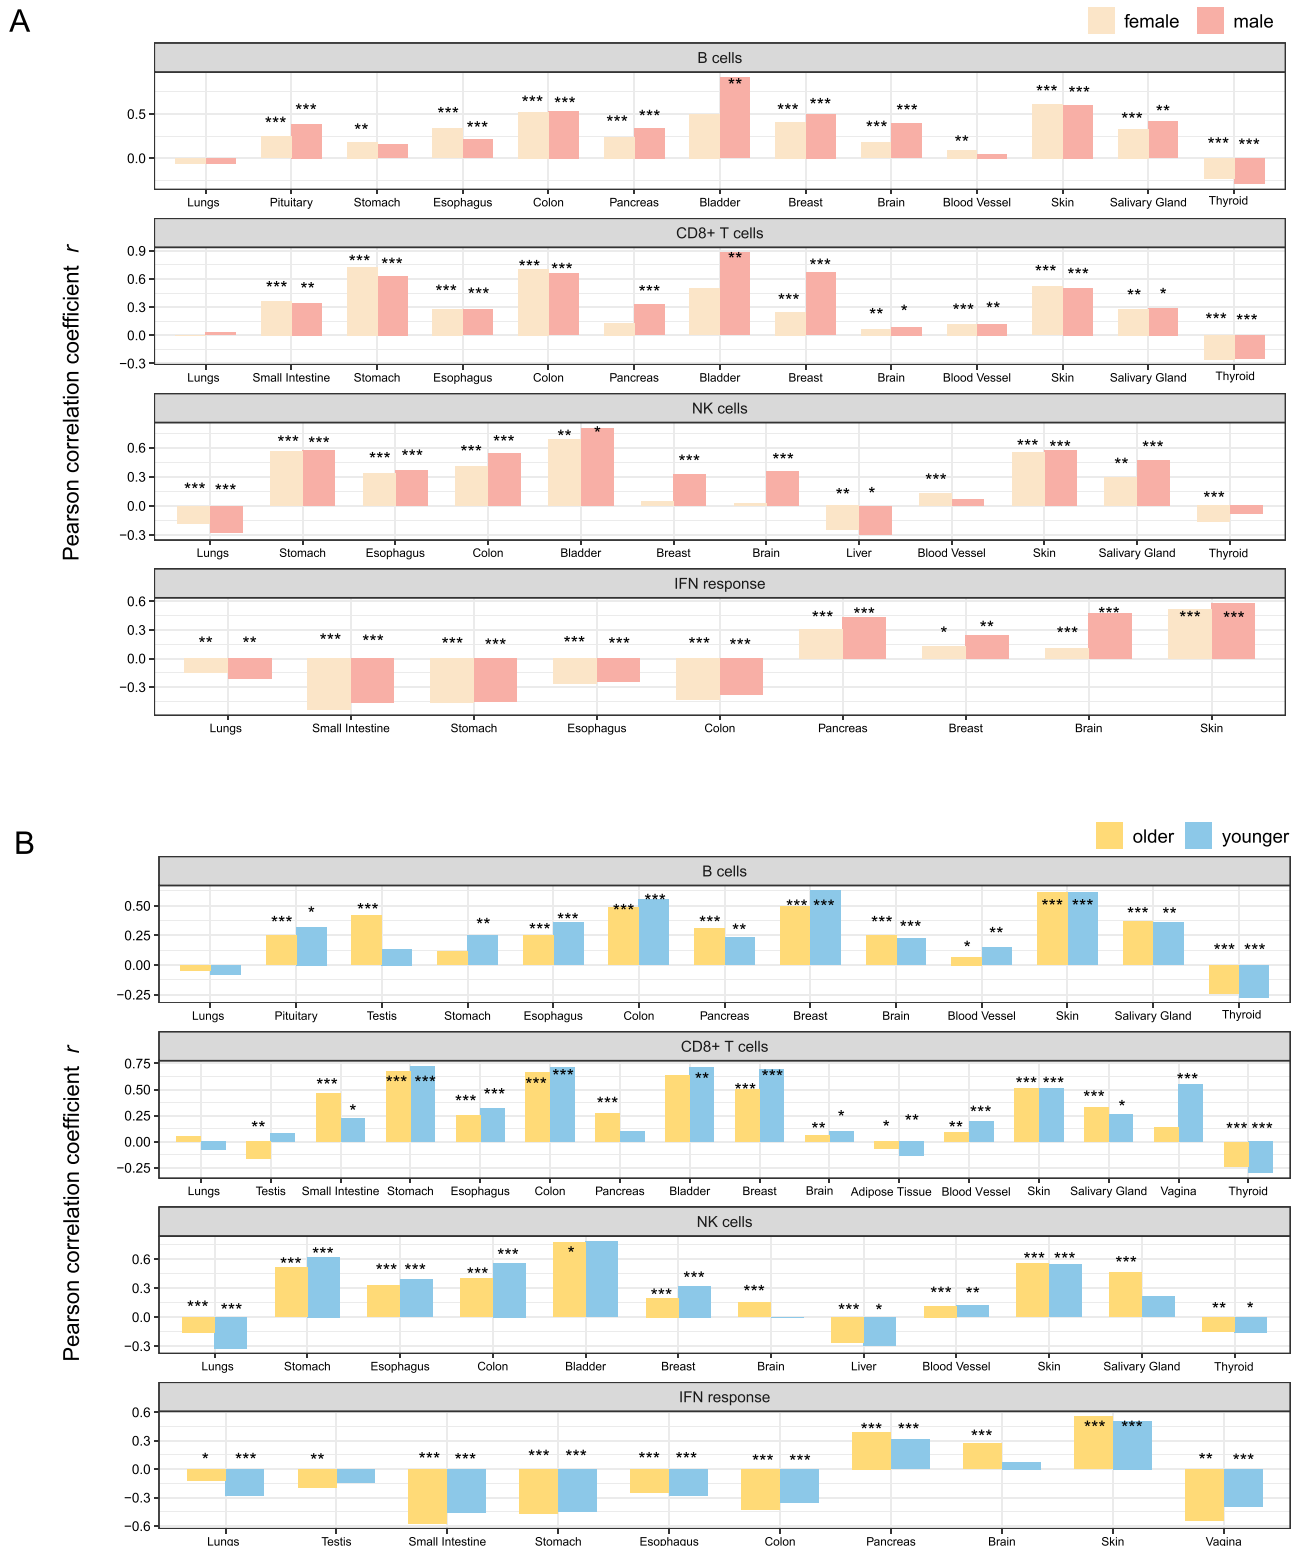 A
female male
B cells
*** *** *** ** *** *** *** *** *** *** ** *** *** *** *** ** *** *** *** ** *** ***
0.5
0.0
Lungs Pituitary Stomach Esophagus Colon Pancreas Bladder Breast Brain Blood Vessel Skin Salivary Gland Thyroid
CD8+ T cells
*** ** *** *** *** *** *** *** *** ** *** *** ** * *** ** *** *** ** * *** ***
0.9
0.6
0.3
0.0
−0.3
Lungs Small Intestine Stomach Esophagus Colon Pancreas Bladder Breast Brain Blood Vessel Skin Salivary Gland Thyroid
NK cells
*** *** *** *** *** *** *** *** ** * *** *** ** * *** *** *** ** *** ***
0.6
0.3
0.0
−0.3
Lungs Stomach Esophagus Colon Bladder Breast Brain Liver Blood Vessel Skin Salivary Gland Thyroid
IFN response
** ** *** *** *** *** *** *** *** *** *** *** * ** *** *** *** ***
0.6
0.3
0.0
−0.3
Lungs Small Intestine Stomach Esophagus Colon Pancreas Breast Brain Skin
Pearson correlation coefficient r
B
older younger
B cells
*** * *** ** *** *** *** *** *** ** *** *** *** *** * ** *** *** *** ** *** ***
0.50
0.25
0.00
−0.25
Lungs Pituitary Testis Stomach Esophagus Colon Pancreas Breast Brain Blood Vessel Skin Salivary Gland Thyroid
CD8+ T cells
** *** * *** *** *** *** *** *** *** ** *** *** ** * * ** ** *** *** *** *** * *** *** ***
0.75
0.50
0.25
0.00
−0.25
Lungs Testis Small Intestine Stomach Esophagus Colon Pancreas Bladder Breast Brain Adipose Tissue Blood Vessel Skin Salivary Gland Vagina Thyroid
NK cells
*** *** *** *** *** *** *** *** * *** *** *** *** * *** ** *** *** *** ** *
0.6
0.3
0.0
−0.3
Lungs Stomach Esophagus Colon Bladder Breast Brain Liver Blood Vessel Skin Salivary Gland Thyroid
IFN response
* *** ** *** *** *** *** *** *** *** *** *** *** *** *** *** ** ***
0.6
0.3
0.0
−0.3
−0.6
Lungs Testis Small Intestine Stomach Esophagus Colon Pancreas Brain Skin Vagina
Pearson correlation coefficient r